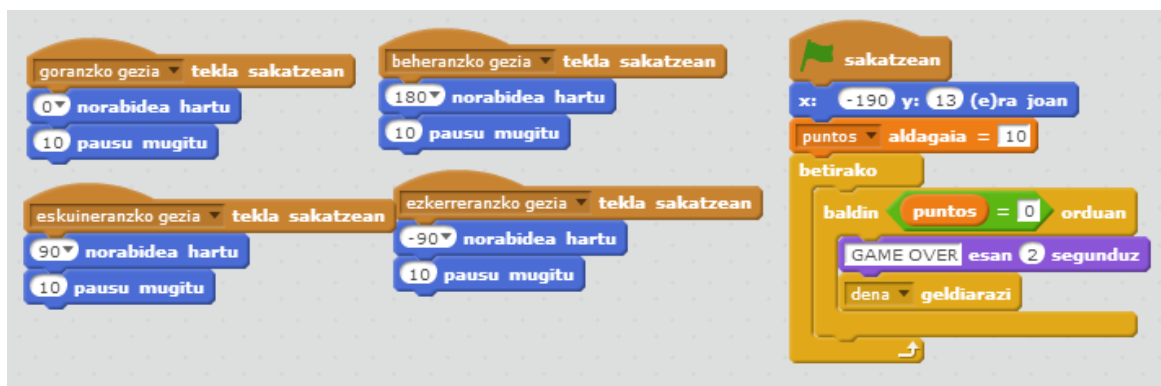 goranzko gezia tekla sakatzean
0 norabidea hartu
10 pausu mugitu
beheranzko gezia tekla sakatzean
180 norabidea hartu
10 pausu mugitu
eskuineranzko gezia tekla sakatzean
90 norabidea hartu
10 pausu mugitu
ezkerreranzko gezia tekla sakatzean
-90 norabidea hartu
10 pausu mugitu
sakatzean
x: -190 y: 13 (e)ra joan
puntos aldagaia = 10
betirako
baldin puntos = 0 orduan
GAME OVER esan 2 segunduz
dena geldiarazi